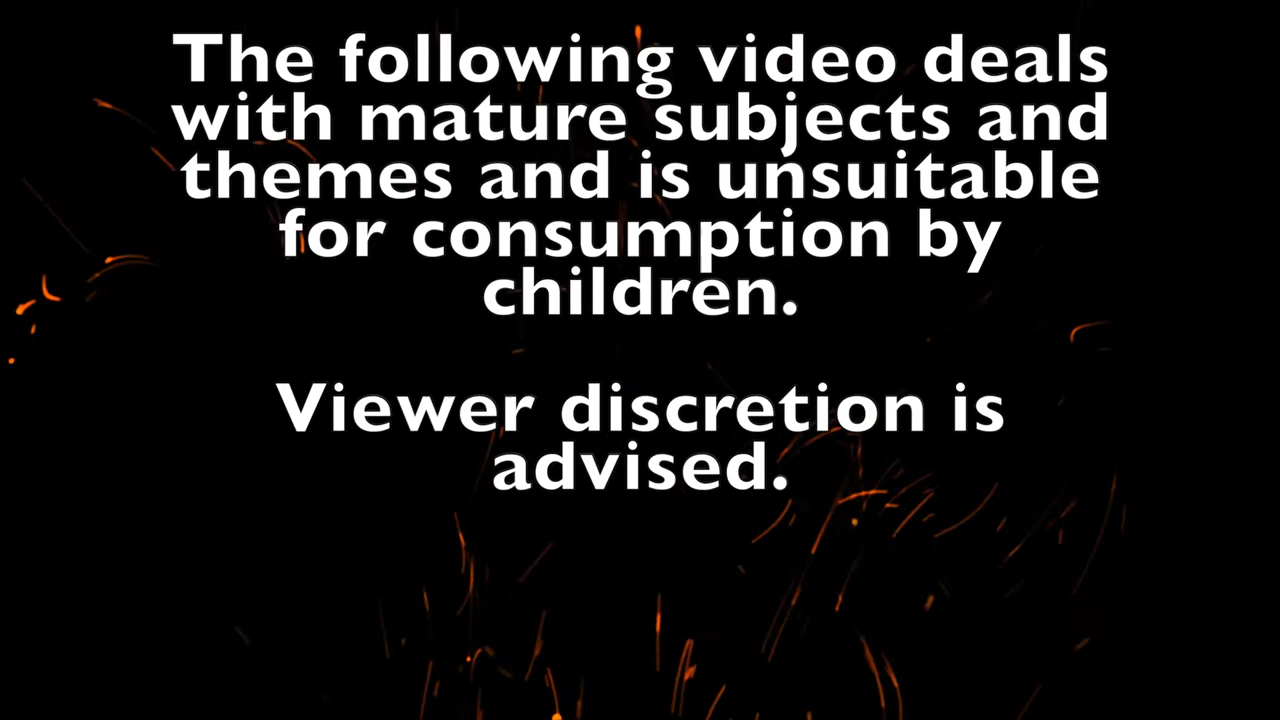 The following video deals
with mature subjects and
themes and is unsuitable
for consumption by
children.
Viewer discretion is
advised.